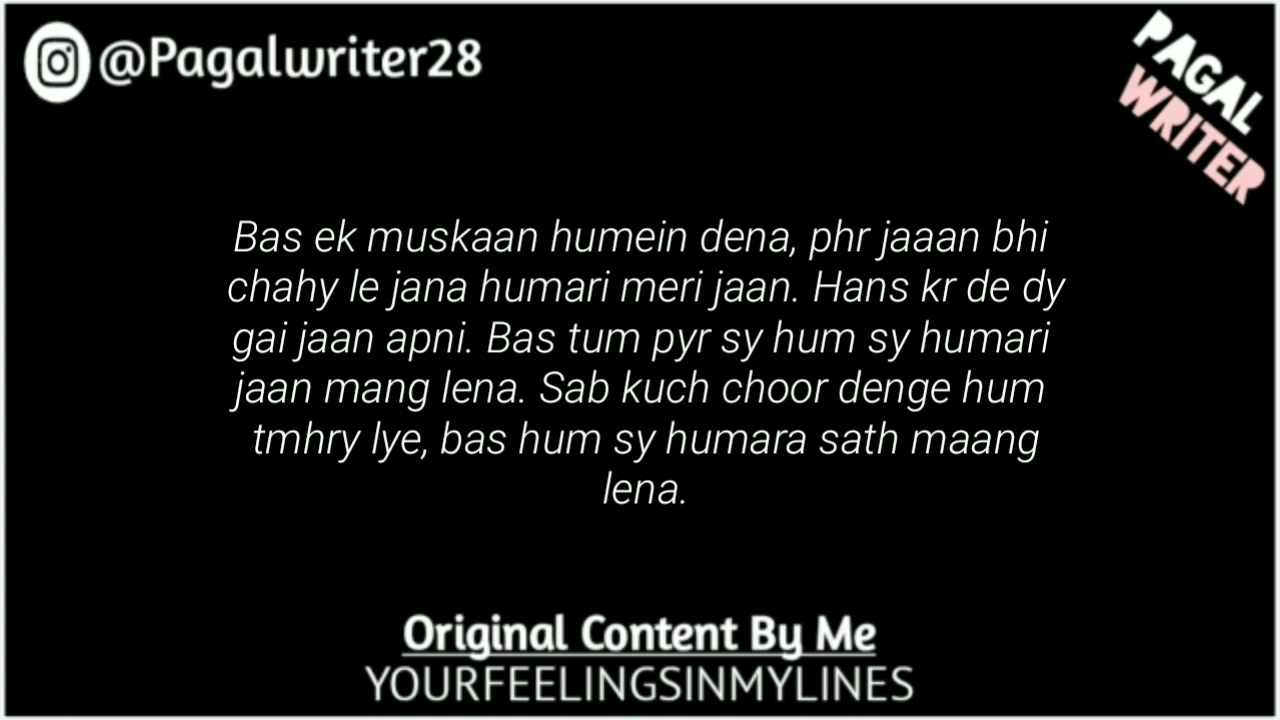 @Pagalwriter28
PAGAL
WRITER
Bas ek muskaan humein dena, phr jaaan bhi
chahy le jana humari meri jaan. Hans kr de dy
gai jaan apni. Bas tum pyr sy hum sy humari
jaan mang lena. Sab kuch choor denge hum
tmhry lye, bas hum sy humara sath maang
lena.
Original Content By Me
YOURFEELINGSINMYLINES